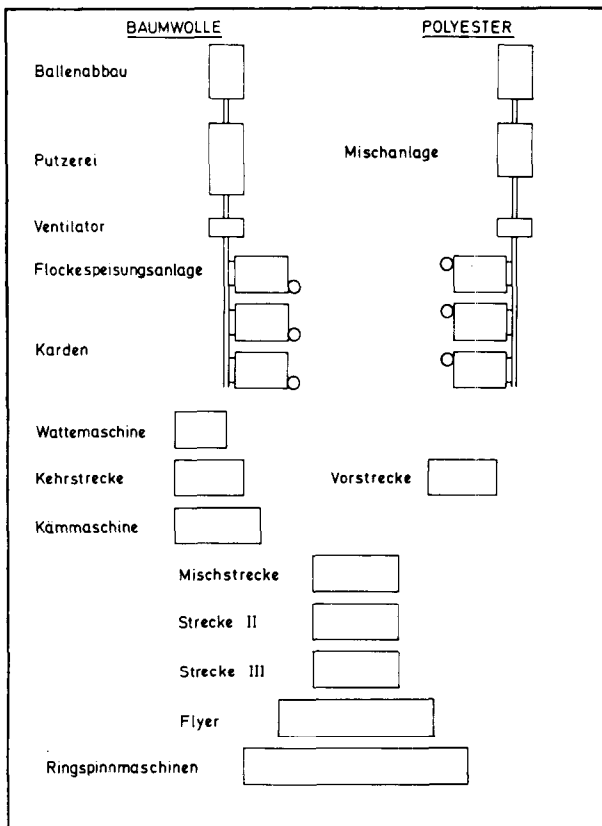 BAUMWOLLE POLYESTER
Ballenabbau
Putzerei Mischanlage
Ventilator
Flockespeisungsanlage
Karden
Wattemaschine
Kehrstrecke Vorstrecke
Kämmaschine
Mischstrecke
Strecke II
Strecke III
Flyer
Ringspinnmaschinen